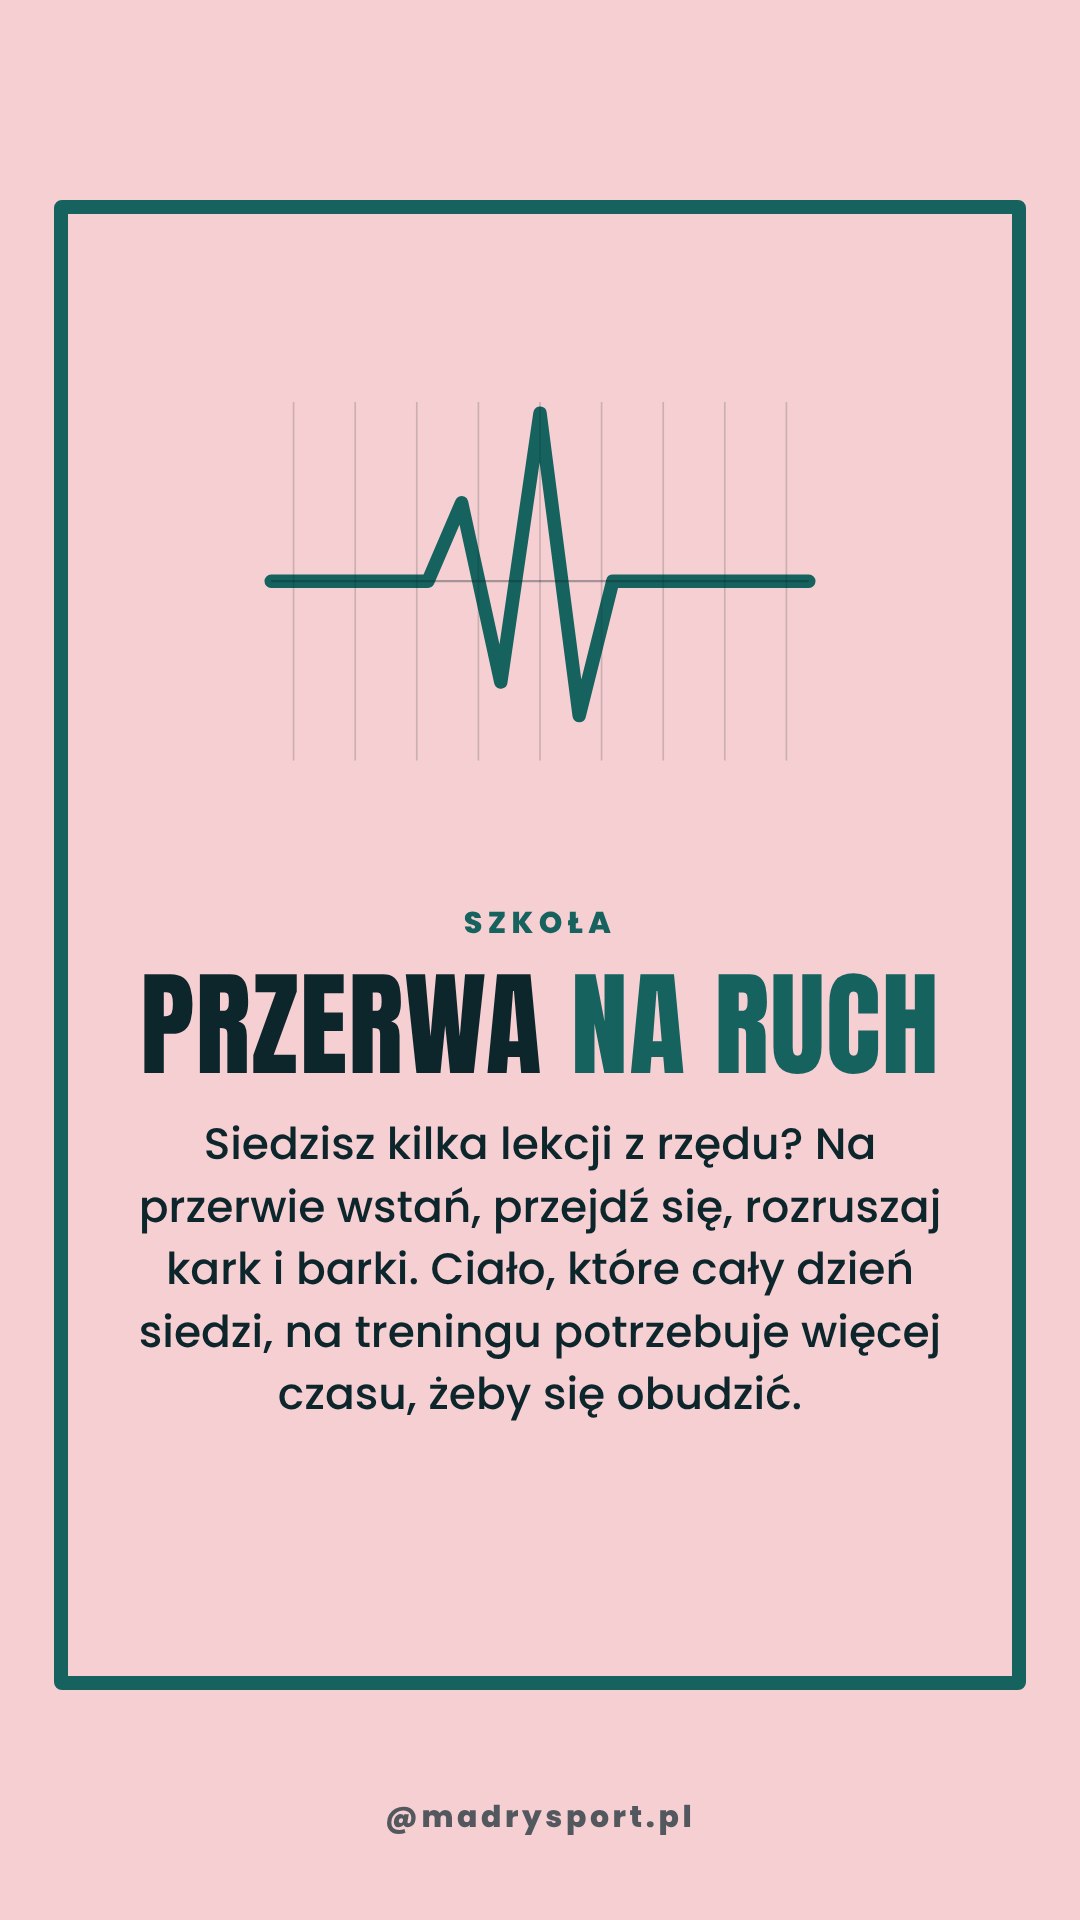 SZKOŁA
PRZERWA NA RUCH
Siedzisz kilka lekcji z rzędu? Na
przerwie wstań, przejdź się, rozruszaj
kark i barki. Ciało, które cały dzień
siedzi, na treningu potrzebuje więcej
czasu, żeby się obudzić.
@madrysport.pl